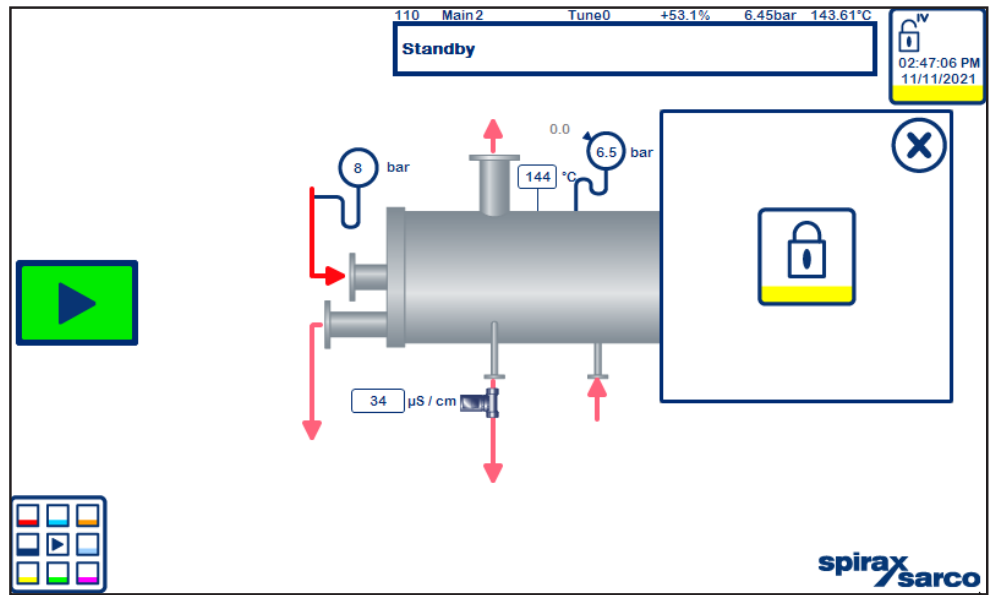 110 Main2 Tune0 +53.1% 6.45bar 143.61°C
Standby
IV
02:47:06 PM
11/11/2021
0.0
8 bar
6.5 bar
144 °C
34 µS / cm
spirax
sarco